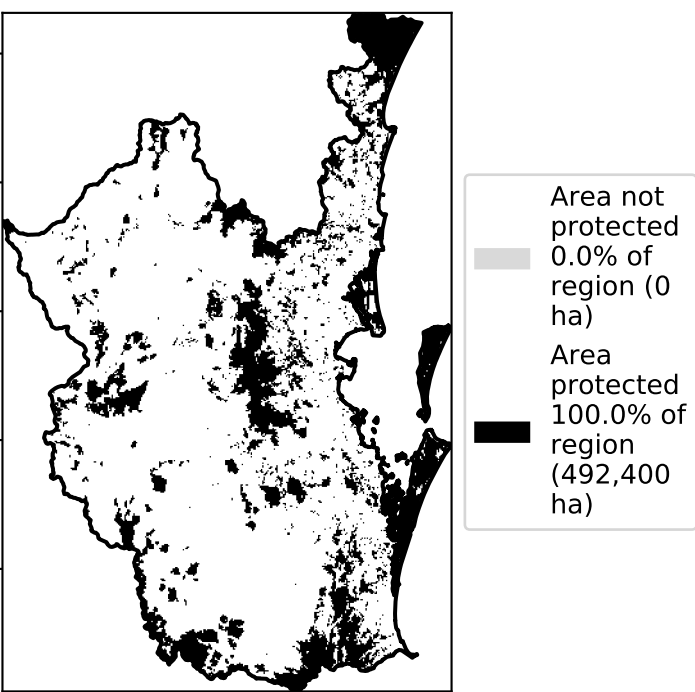 Area not
protected
0.0% of
region (0
ha)
Area
protected
100.0% of
region
(492,400
ha)